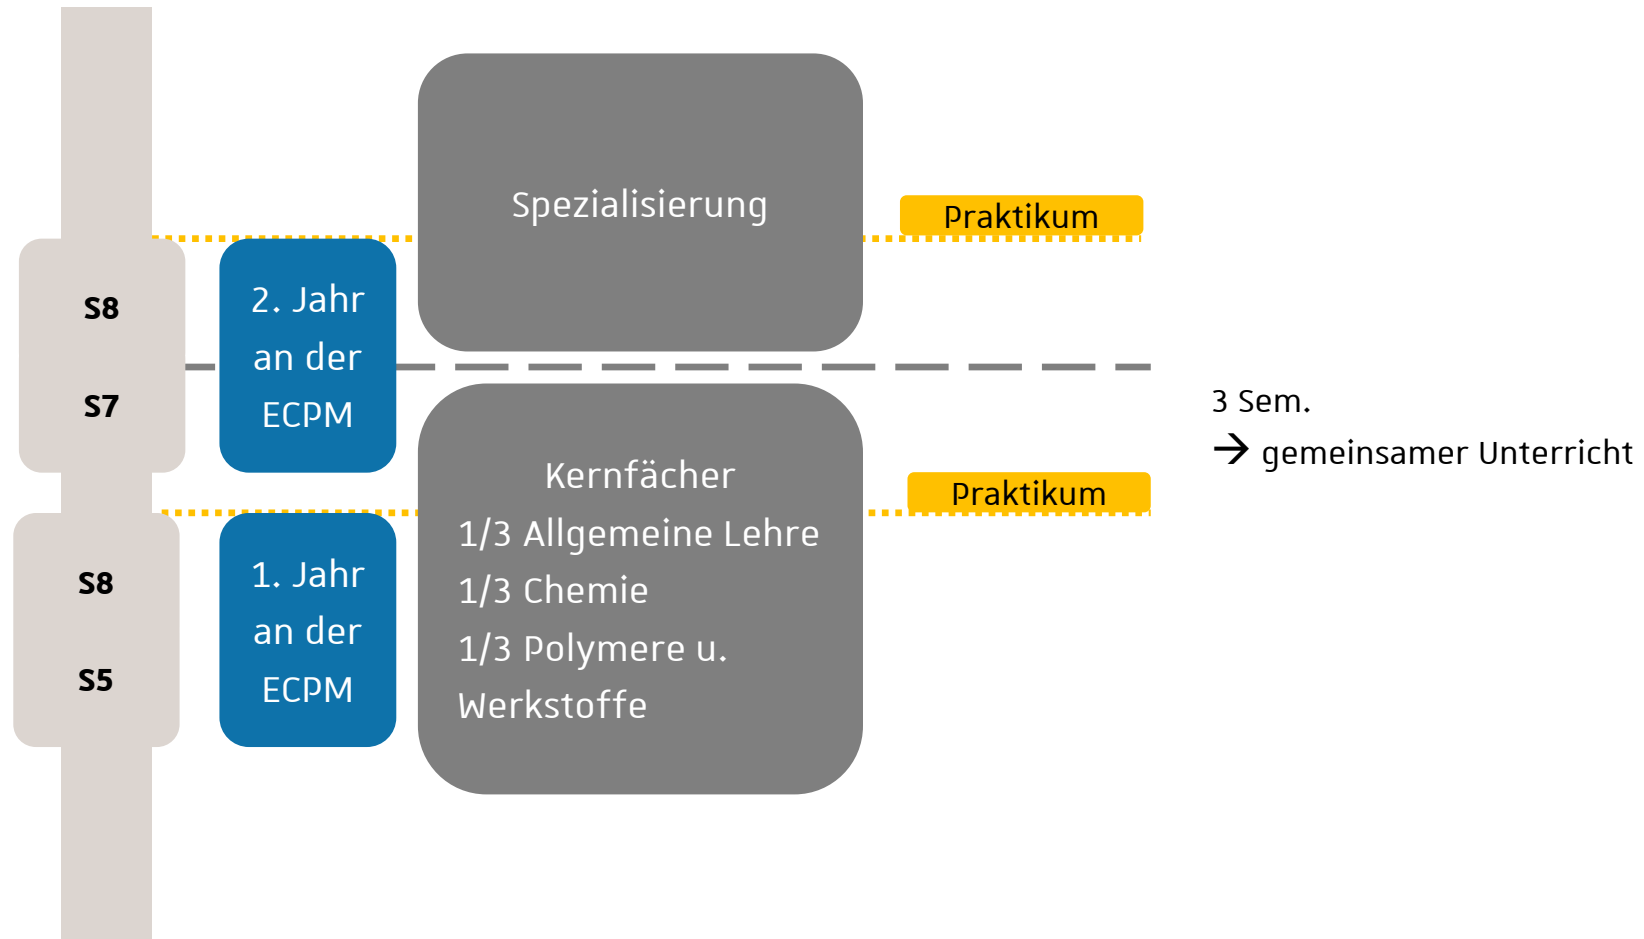 Spezialisierung
Praktikum
S8
S7
2. Jahr
an der
ECPM
3 Sem.
→ gemeinsamer Unterricht
Kernfächer
1/3 Allgemeine Lehre
1/3 Chemie
1/3 Polymere u.
Werkstoffe
Praktikum
S8
S5
1. Jahr
an der
ECPM